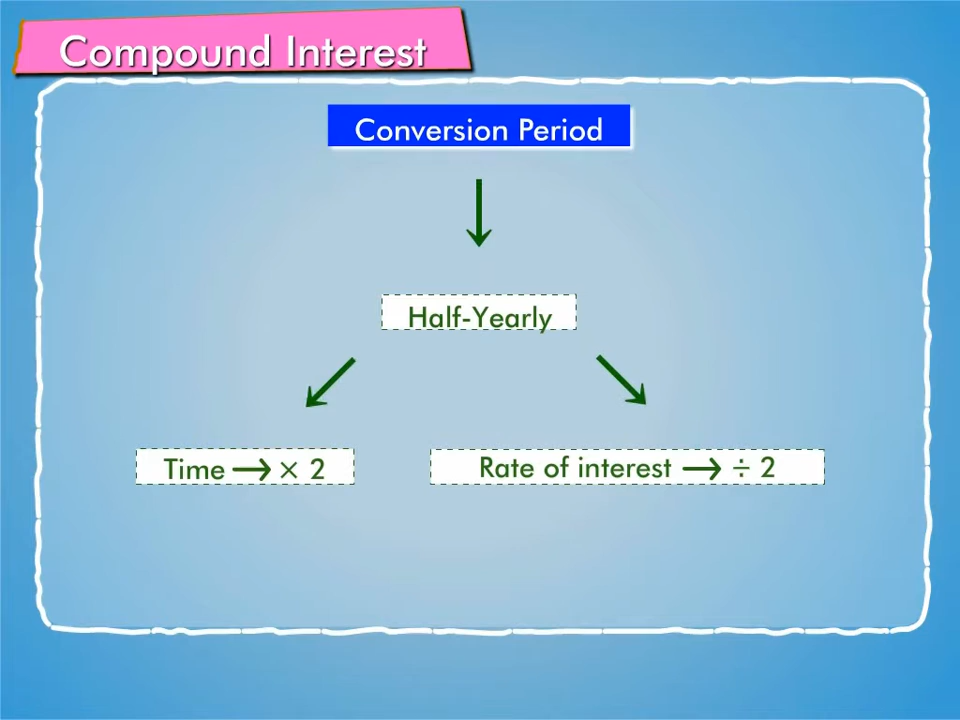 Compound Interest
Conversion Period
Half-Yearly
Time → × 2
Rate of interest → ÷ 2